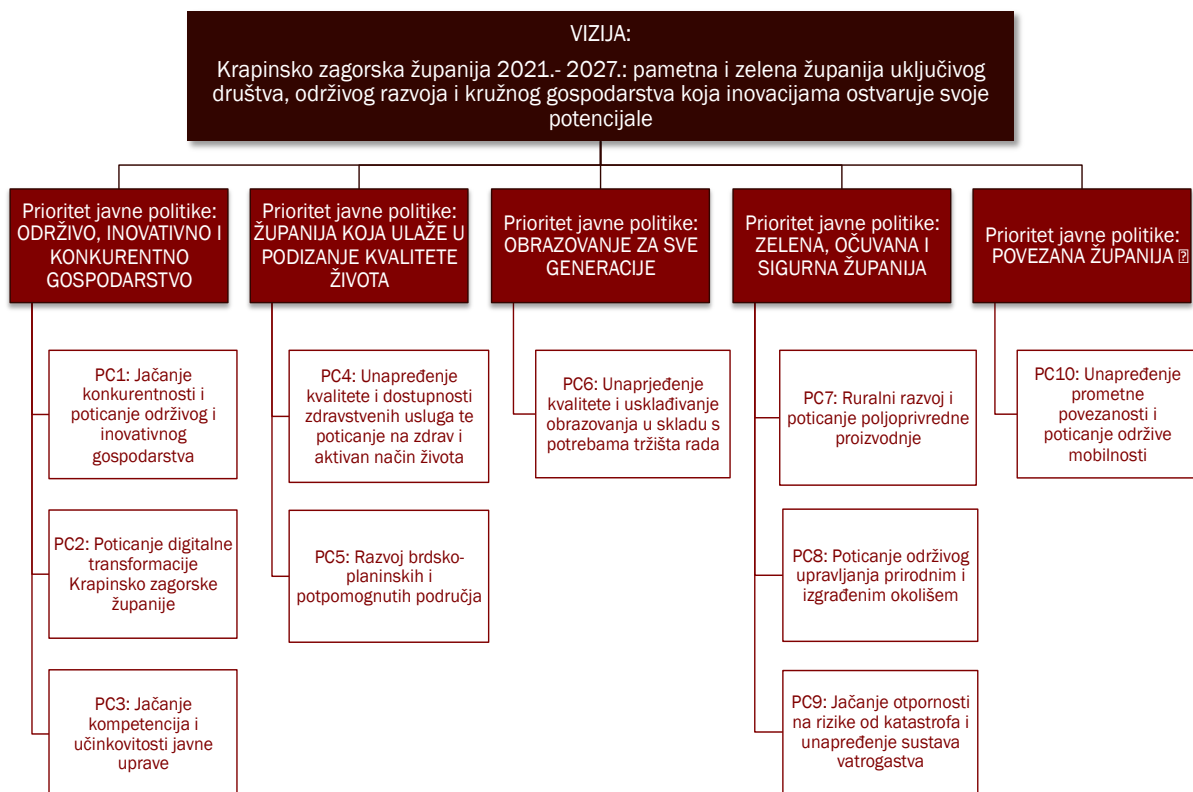 VIZIJA:
Krapinsko zagorska županija 2021.- 2027.: pametna i zelena županija uključivog
društva, održivog razvoja i kružnog gospodarstva koja inovacijama ostvaruje svoje
potencijale
Prioritet javne politike:
ODRŽIVO, INOVATIVNO I
KONKURENTNO
GOSPODARSTVO
Prioritet javne politike:
ŽUPANIJA KOJA ULAŽE U
PODIZANJE KVALITETE
ŽIVOTA
Prioritet javne politike:
OBRAZOVANJE ZA SVE
GENERACIJE
Prioritet javne politike:
ZELENA, OČUVANA I
SIGURNA ŽUPANIJA
Prioritet javne politike:
POVEZANA ŽUPANIJA
PC1: Jačanje
konkurentnosti i
poticanje održivog i
inovativnog
gospodarstva
PC2: Poticanje digitalne
transformacije
Krapinsko zagorske
županije
PC3: Jačanje
kompetencija i
učinkovitosti javne
uprave
PC4: Unapređenje
kvalitete i dostupnosti
zdravstvenih usluga te
poticanje na zdrav i
aktivan način života
PC5: Razvoj brdsko-
planinskih i
potpomognutih područja
PC6: Unaprjeđenje
kvalitete i usklađivanje
obrazovanja u skladu s
potrebama tržišta rada
PC7: Ruralni razvoj i
poticanje poljoprivredne
proizvodnje
PC8: Poticanje održivog
upravljanja prirodnim i
izgrađenim okolišem
PC9: Jačanje otpornosti
na rizike od katastrofa i
unapređenje sustava
vatrogastva
PC10: Unapređenje
prometne
povezanosti i
poticanje održive
mobilnosti